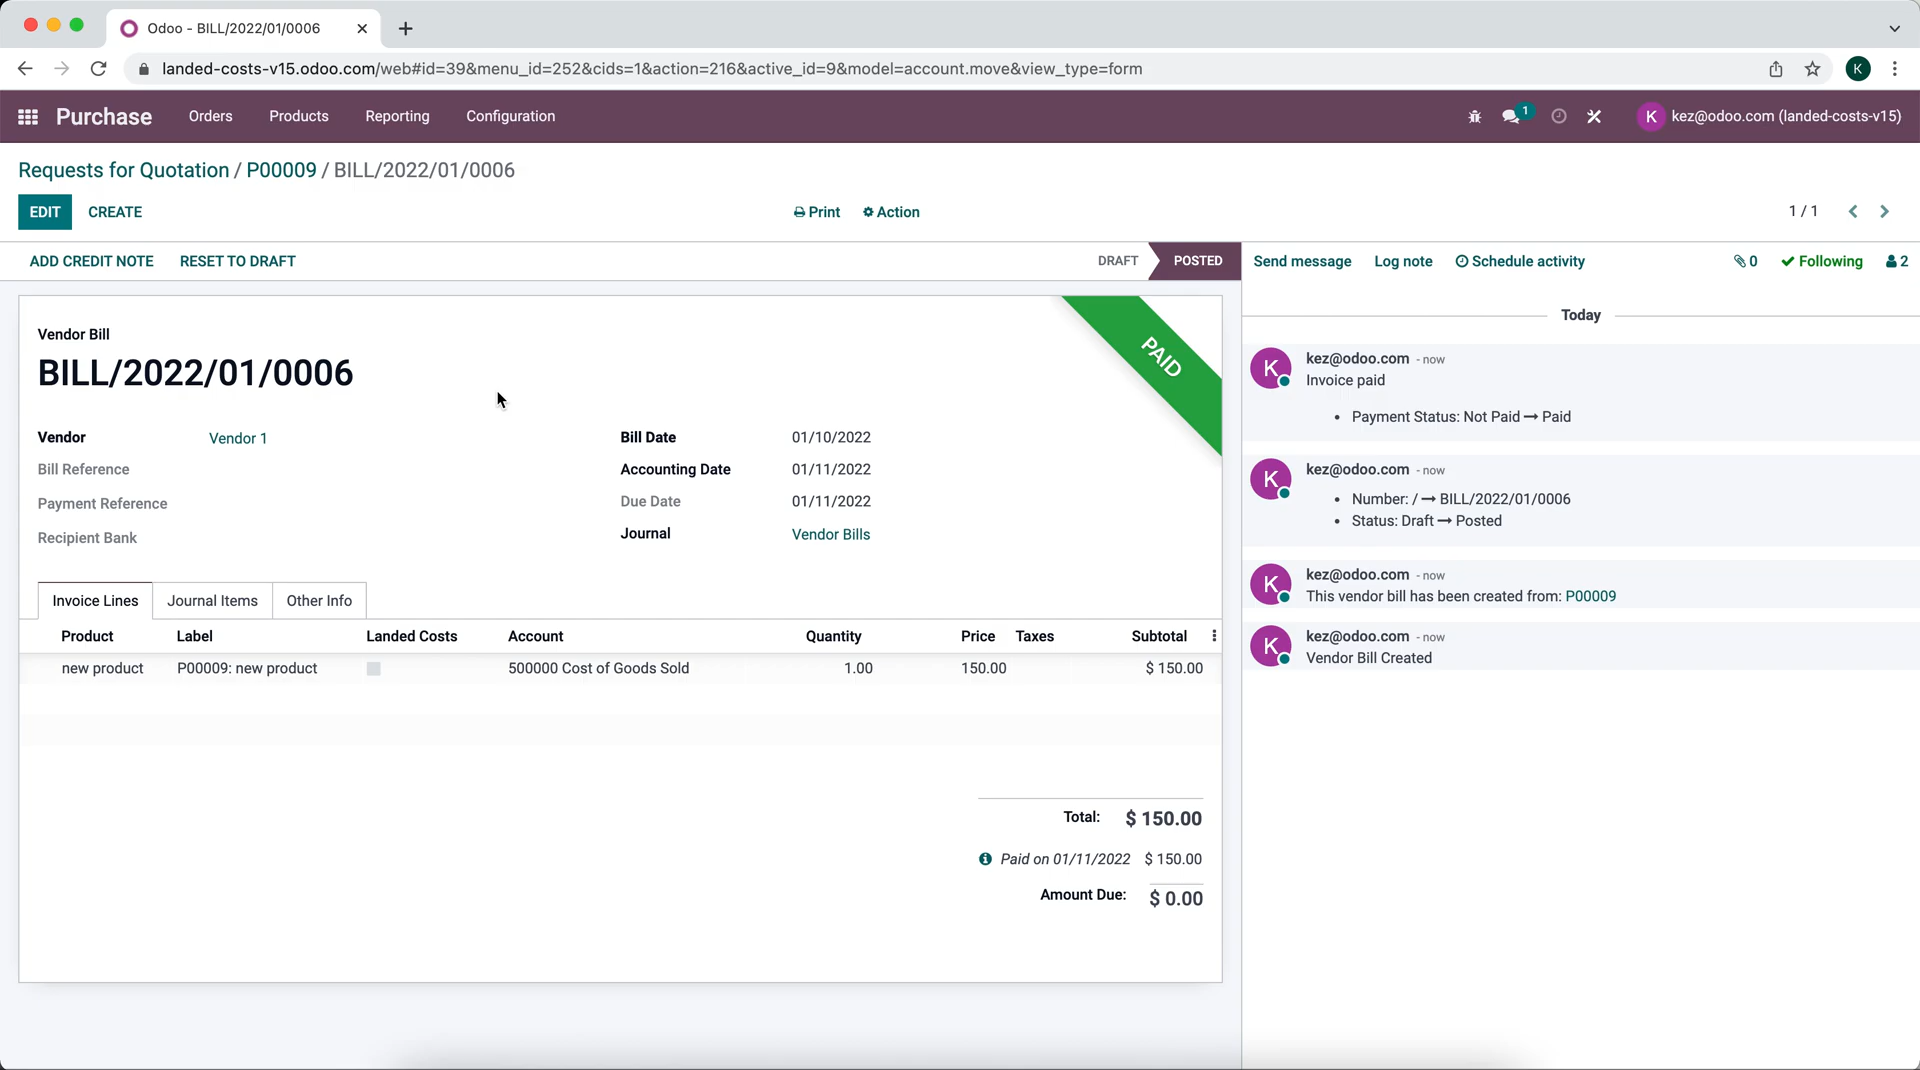 Odoo - BILL/2022/01/0006
landed-costs-v15.odoo.com/web#id=39&menu_id=252&cids=1&action=216&active_id=9&model=account.move&view_type=form
K
Purchase Orders Products Reporting Configuration
1
K kez@odoo.com (landed-costs-v15)
Requests for Quotation / P00009 / BILL/2022/01/0006
EDIT CREATE Print Action 1 / 1
ADD CREDIT NOTE RESET TO DRAFT DRAFT POSTED
Send message Log note Schedule activity 0 Following 2
Vendor Bill
BILL/2022/01/0006
PAID
Vendor Vendor 1
Bill Reference
Payment Reference
Recipient Bank
Bill Date 01/10/2022
Accounting Date 01/11/2022
Due Date 01/11/2022
Journal Vendor Bills
Invoice Lines Journal Items Other Info
Product Label Landed Costs Account Quantity Price Taxes Subtotal
new product P00009: new product 500000 Cost of Goods Sold 1.00 150.00 $ 150.00
Total: $ 150.00
Paid on 01/11/2022 $ 150.00
Amount Due: $ 0.00
Today
K kez@odoo.com - now
Invoice paid
• Payment Status: Not Paid → Paid
K kez@odoo.com - now
• Number: / → BILL/2022/01/0006
• Status: Draft → Posted
K kez@odoo.com - now
This vendor bill has been created from: P00009
K kez@odoo.com - now
Vendor Bill Created